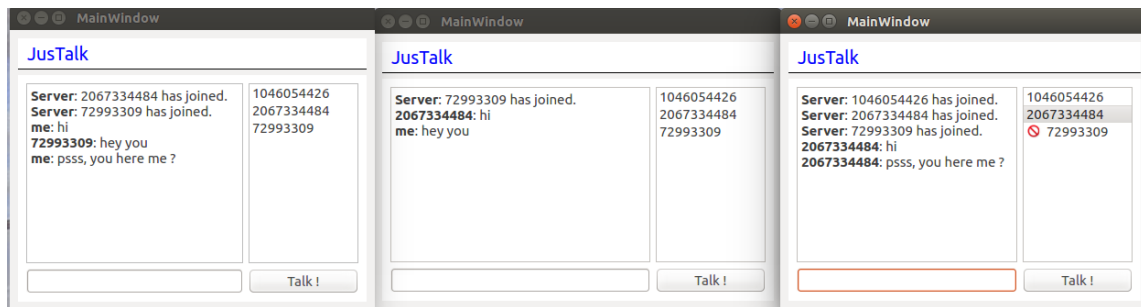 MainWindow
JusTalk
Server: 2067334484 has joined.
Server: 72993309 has joined.
me: hi
72993309: hey you
me: psss, you here me ?
1046054426
2067334484
72993309
Talk !
MainWindow
JusTalk
Server: 72993309 has joined.
2067334484: hi
me: hey you
1046054426
2067334484
72993309
Talk !
MainWindow
JusTalk
Server: 1046054426 has joined.
Server: 2067334484 has joined.
Server: 72993309 has joined.
2067334484: hi
2067334484: psss, you here me ?
1046054426
2067334484
72993309
Talk !